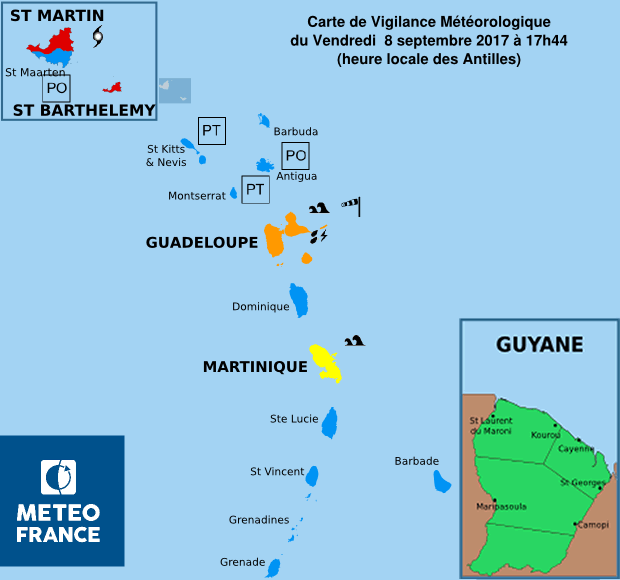 Carte de Vigilance Météorologique
du Vendredi 8 septembre 2017 à 17h44
(heure locale des Antilles)
ST MARTIN
St Maarten
PO
ST BARTHELEMY
PT
Barbuda
St Kitts
& Nevis
PO
Antigua
PT
Montserrat
GUADELOUPE
Dominique
MARTINIQUE
Ste Lucie
St Vincent
Barbade
Grenadines
Grenade
METEO
FRANCE
GUYANE
St Laurent
du Maroni
Kourou
Cayenne
St Georges
Maripasoula
Camopi